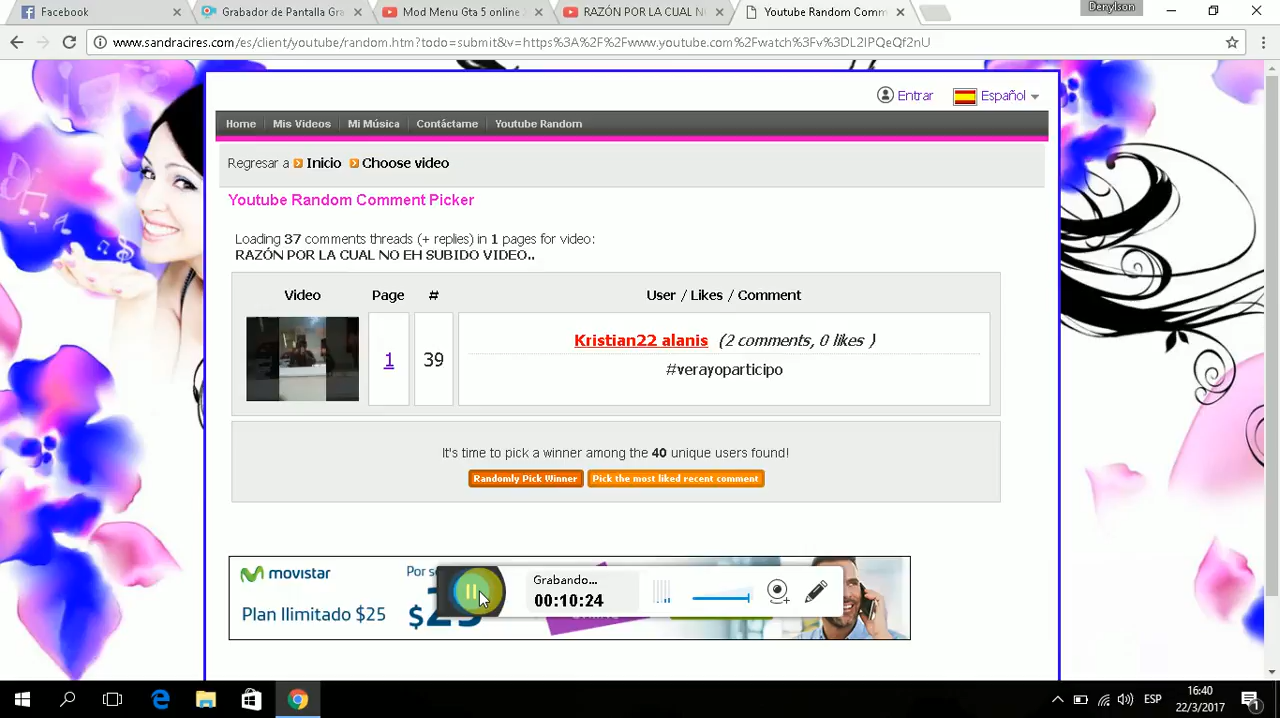 Facebook
Grabador de Pantalla Gra
Mod Menu Gta 5 online
RAZÓN POR LA CUAL N
Youtube Random Comm
Denylson
www.sandracires.com/es/client/youtube/random.htm?todo=submit&v=https%3A%2F%2Fwww.youtube.com%2Fwatch%3Fv%3DL2IPQeQf2nU
Entrar
Español
Home
Mis Videos
Mi Música
Contáctame
Youtube Random
Regresar a Inicio Choose video
Youtube Random Comment Picker
Loading 37 comments threads (+ replies) in 1 pages for video:
RAZÓN POR LA CUAL NO EH SUBIDO VIDEO..
Video Page # User / Likes / Comment
1 39
Kristian22 alanis (2 comments, 0 likes )
#verayoparticipo
It's time to pick a winner among the 40 unique users found!
Randomly Pick Winner
Pick the most liked recent comment
movistar
Por s
Plan Ilimitado $25
Grabando...
00:10:24
ESP
16:40
22/3/2017
1